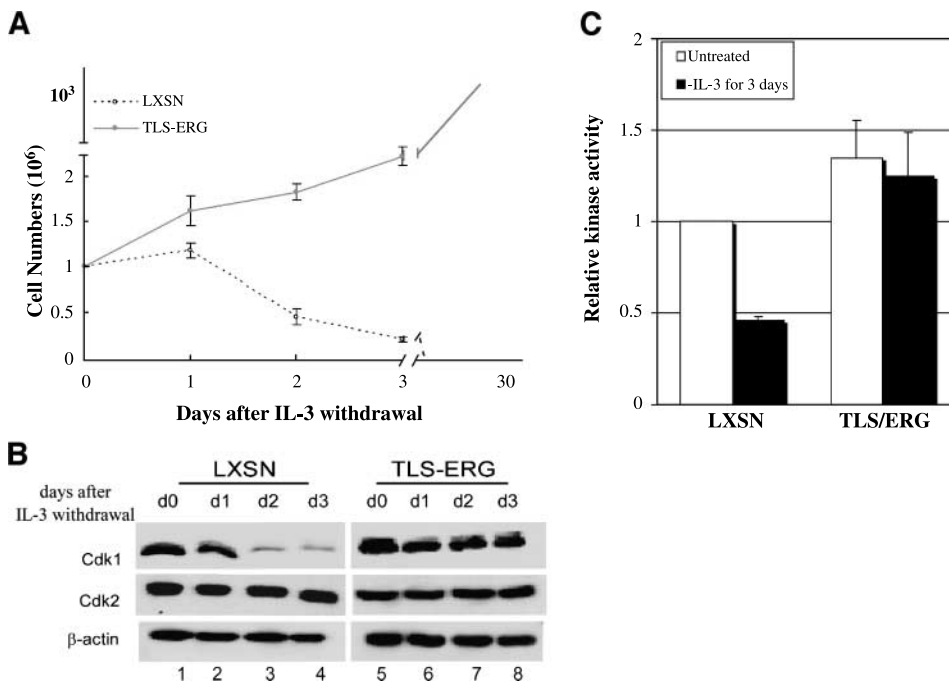 A
10³
LXSN
TLS-ERG
2
1.5
1
0.5
0
Cell Numbers (10⁶)
0 1 2 3 30
Days after IL-3 withdrawal
C
2
1.5
1
0.5
0
Relative kinase activity
Untreated
-IL-3 for 3 days
LXSN TLS/ERG
B
LXSN TLS-ERG
days after
IL-3 withdrawal
d0 d1 d2 d3 d0 d1 d2 d3
Cdk1
Cdk2
β-actin
1 2 3 4 5 6 7 8